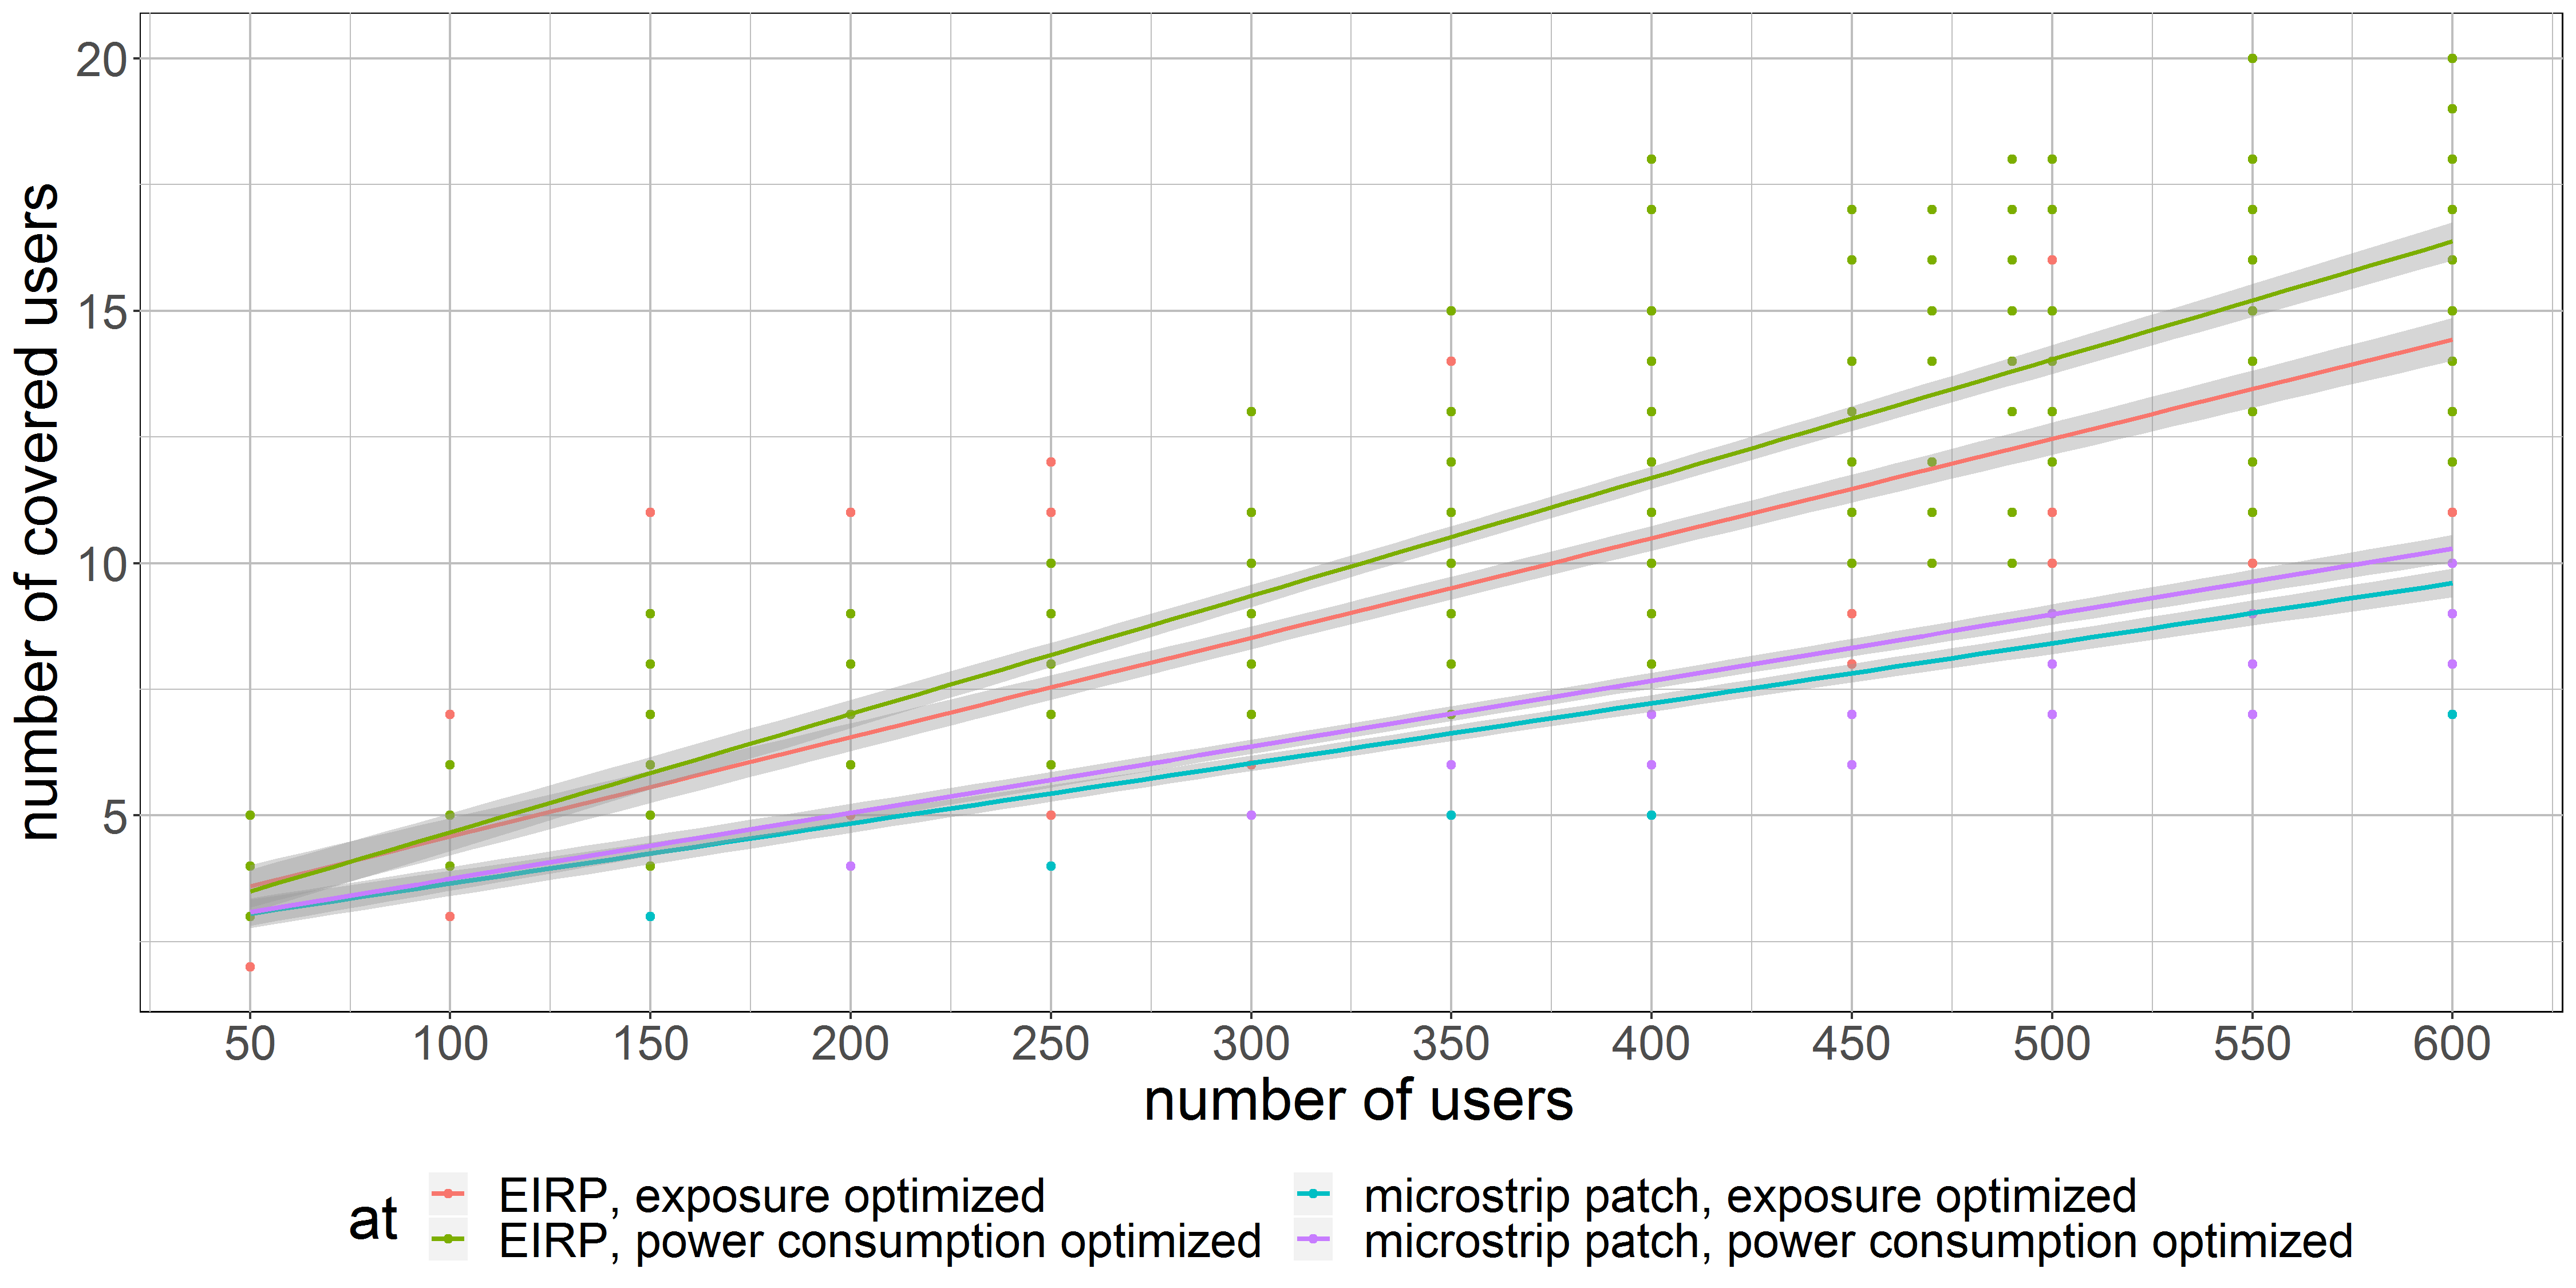 number of covered users
20
15
10
5
50 100 150 200 250 300 350 400 450 500 550 600
number of users
at
EIRP, exposure optimized microstrip patch, exposure optimized
EIRP, power consumption optimized microstrip patch, power consumption optimized